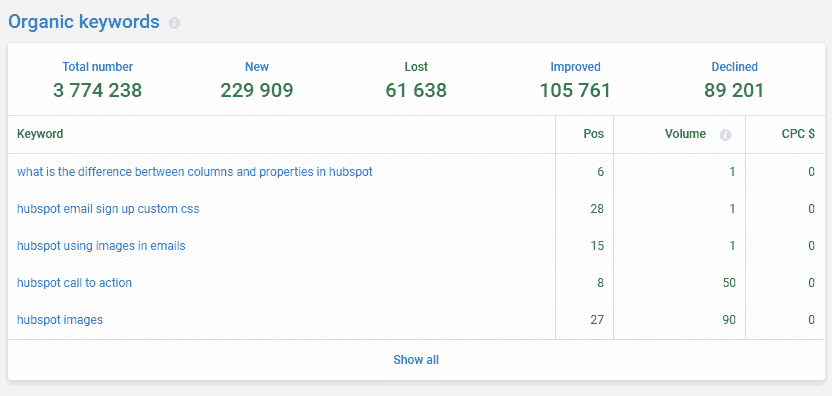 Organic keywords
Total number New Lost Improved Declined
3 774 238 229 909 61 638 105 761 89 201
Keyword Pos Volume CPC $
what is the difference bertween columns and properties in hubspot 6 1 0
hubspot email sign up custom css 28 1 0
hubspot using images in emails 15 1 0
hubspot call to action 8 50 0
hubspot images 27 90 0
Show all